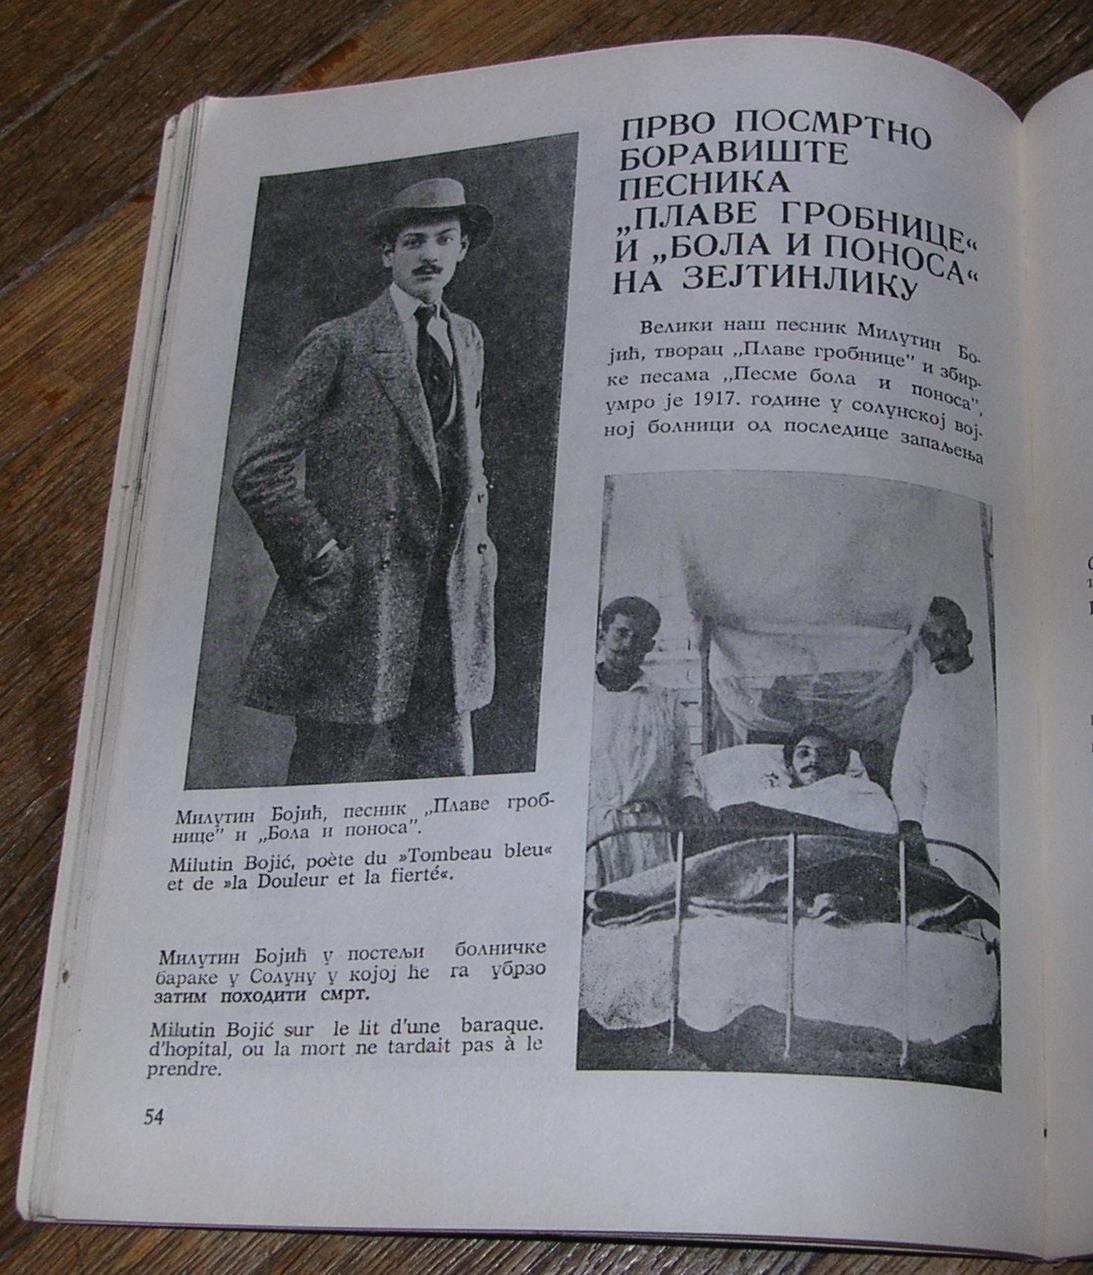 ПРВО ПОСМРТНО
БОРАВИШТЕ
ПЕСНИКА
„ПЛАВЕ ГРОБНИЦЕ“
И „БОЛА И ПОНОСА“
НА ЗЕЈТИНЛИКУ
Велики наш песник Милутин Бо-
јић, творац „Плаве гробнице” и збир-
ке песама „Песме бола и поноса”,
умро је 1917. године у солунској вој-
ној болници од последице запаљења
Милутин Бојић, песник „Плаве гроб-
нице” и „Бола и поноса”.
Milutin Bojić, poète du »Tombeau bleu«
et de »la Douleur et la fierté«.
Милутин Бојић у постељи болничке
бараке у Солуну у којој ће га убрзо
затим походити смрт.
Milutin Bojić sur le lit d'une baraque.
d'hopital, ou la mort ne tardait pas à le
prendre.
54